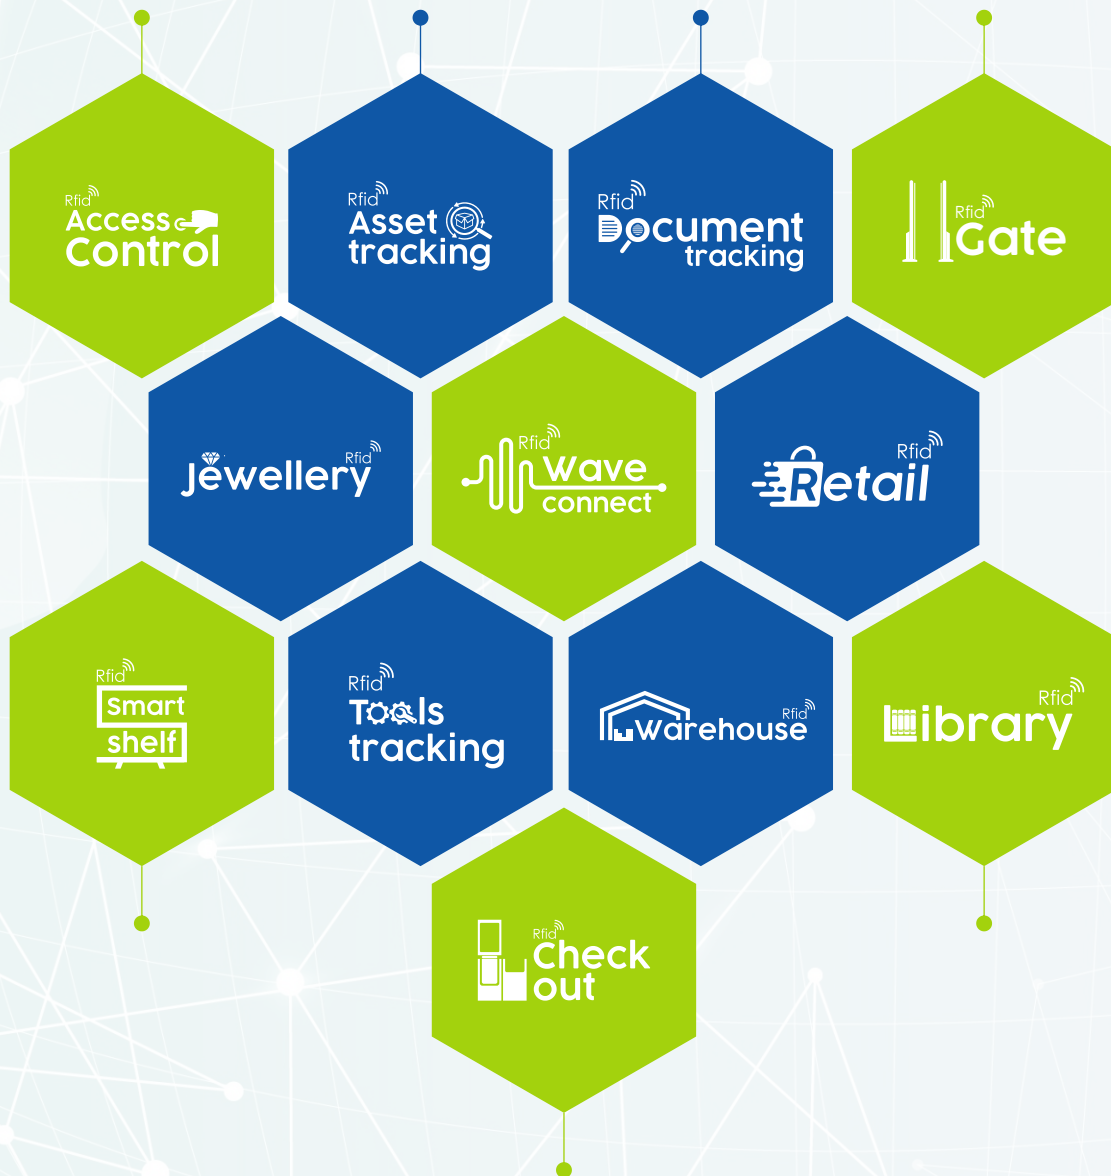 Rfid
Access
Control
Rfid
Asset
tracking
Rfid
Document
tracking
Rfid
Gate
Rfid
Jewellery
Rfid
Wave
connect
Rfid
Retail
Rfid
Smart
shelf
Rfid
Tools
tracking
Rfid
Warehouse
Rfid
Library
Rfid
Check
out